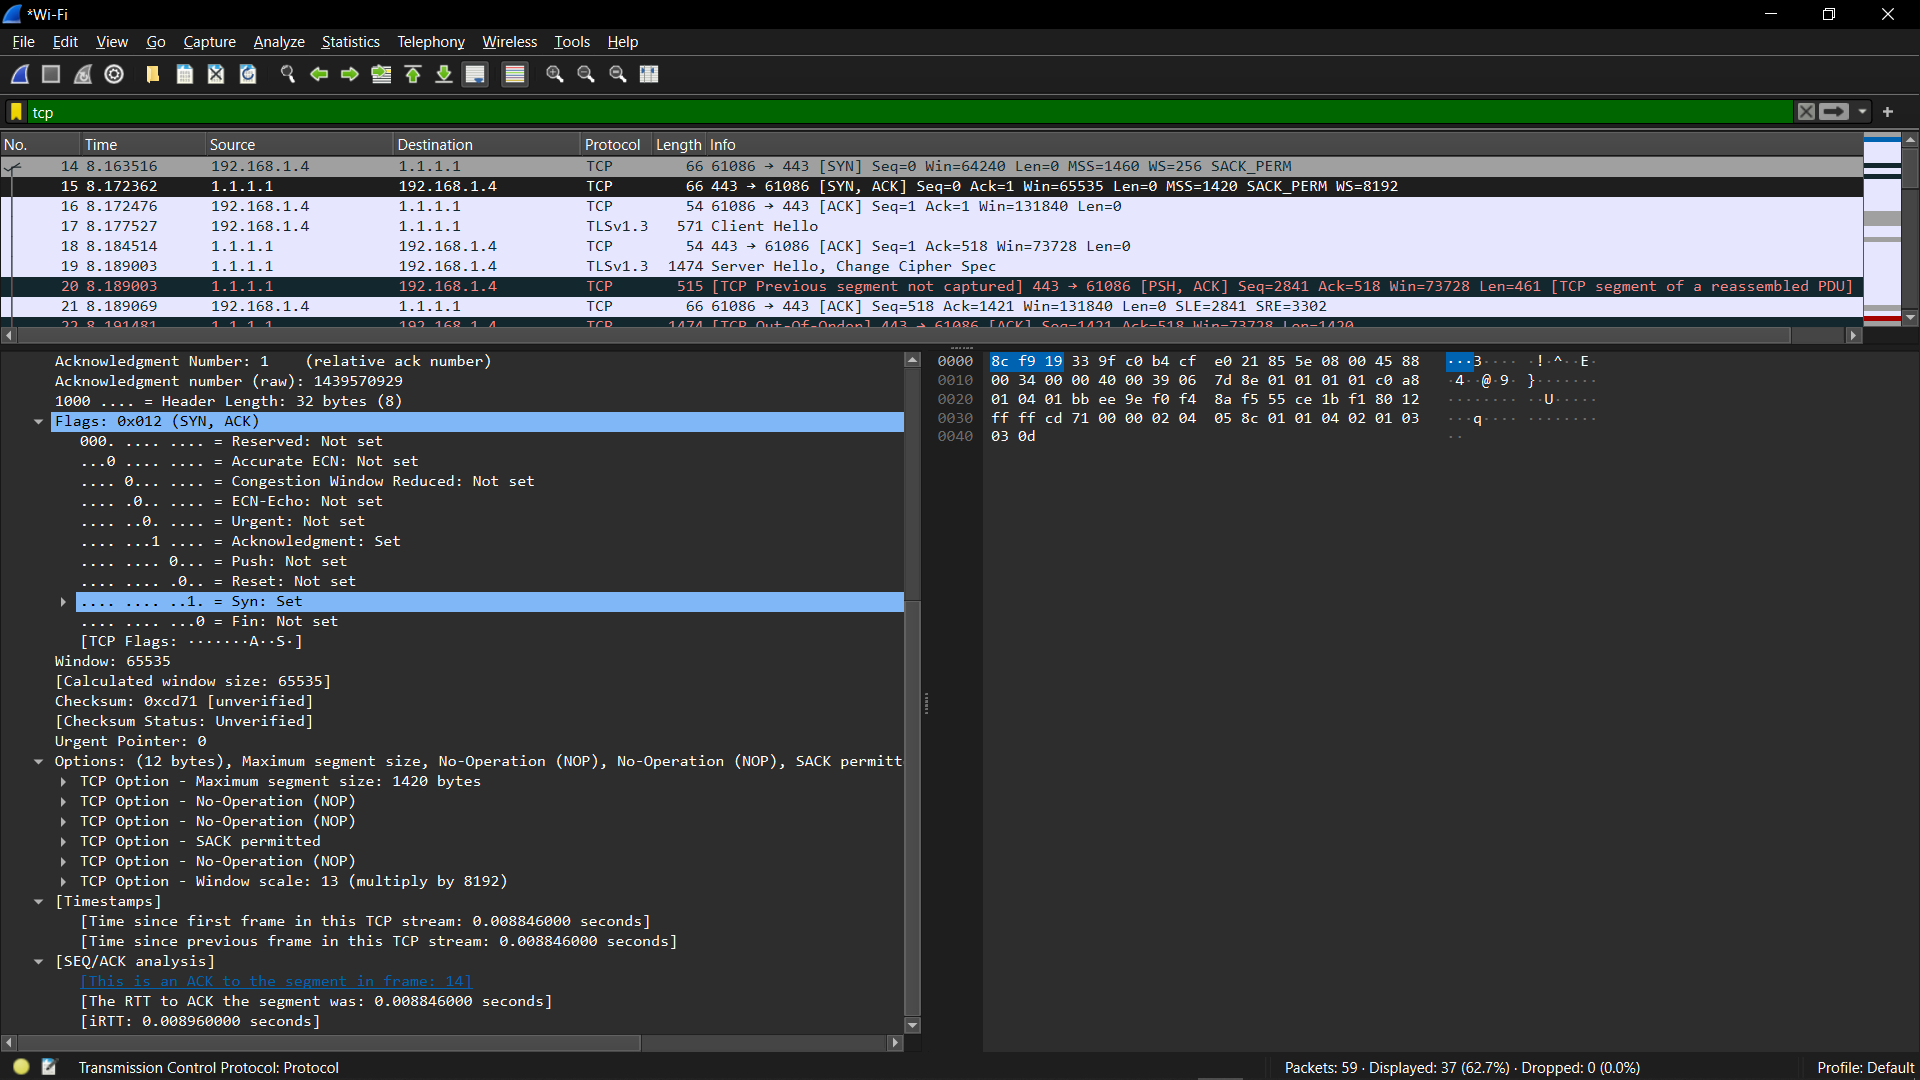 *Wi-Fi
File Edit View Go Capture Analyze Statistics Telephony Wireless Tools Help
tcp
No. Time Source Destination Protocol Length Info
14 8.163516 192.168.1.4 1.1.1.1 TCP 66 61086 → 443 [SYN] Seq=0 Win=64240 Len=0 MSS=1460 WS=256 SACK_PERM
15 8.172362 1.1.1.1 192.168.1.4 TCP 66 443 → 61086 [SYN, ACK] Seq=0 Ack=1 Win=65535 Len=0 MSS=1420 SACK_PERM WS=8192
16 8.172476 192.168.1.4 1.1.1.1 TCP 54 61086 → 443 [ACK] Seq=1 Ack=1 Win=131840 Len=0
17 8.177527 192.168.1.4 1.1.1.1 TLSv1.3 571 Client Hello
18 8.184514 1.1.1.1 192.168.1.4 TCP 54 443 → 61086 [ACK] Seq=1 Ack=518 Win=73728 Len=0
19 8.189003 1.1.1.1 192.168.1.4 TLSv1.3 1474 Server Hello, Change Cipher Spec
20 8.189003 1.1.1.1 192.168.1.4 TCP 515 [TCP Previous segment not captured] 443 → 61086 [PSH, ACK] Seq=2841 Ack=518 Win=73728 Len=461 [TCP segment of a reassembled PDU]
21 8.189069 192.168.1.4 1.1.1.1 TCP 66 61086 → 443 [ACK] Seq=518 Ack=1421 Win=131840 Len=0 SLE=2841 SRE=3302
22 8.191481 1.1.1.1 192.168.1.4 TCP 1474 [TCP Out-Of-Order] 443 → 61086 [ACK] Seq=1421 Ack=518 Win=73728 Len=1420
Acknowledgment Number: 1 (relative ack number)
Acknowledgment number (raw): 1439570929
1000 .... = Header Length: 32 bytes (8)
Flags: 0x012 (SYN, ACK)
000. .... .... = Reserved: Not set
...0 .... .... = Accurate ECN: Not set
.... 0... .... = Congestion Window Reduced: Not set
.... .0.. .... = ECN-Echo: Not set
.... ..0. .... = Urgent: Not set
.... ...1 .... = Acknowledgment: Set
.... .... 0... = Push: Not set
.... .... .0.. = Reset: Not set
.... .... ..1. = Syn: Set
.... .... ...0 = Fin: Not set
[TCP Flags: ·······A··S·]
Window: 65535
[Calculated window size: 65535]
Checksum: 0xcd71 [unverified]
[Checksum Status: Unverified]
Urgent Pointer: 0
Options: (12 bytes), Maximum segment size, No-Operation (NOP), No-Operation (NOP), SACK permitt
TCP Option - Maximum segment size: 1420 bytes
TCP Option - No-Operation (NOP)
TCP Option - No-Operation (NOP)
TCP Option - SACK permitted
TCP Option - No-Operation (NOP)
TCP Option - Window scale: 13 (multiply by 8192)
[Timestamps]
[Time since first frame in this TCP stream: 0.008846000 seconds]
[Time since previous frame in this TCP stream: 0.008846000 seconds]
[SEQ/ACK analysis]
[This is an ACK to the segment in frame: 14]
[The RTT to ACK the segment was: 0.008846000 seconds]
[iRTT: 0.008960000 seconds]
0000 8c f9 19 33 9f c0 b4 cf e0 21 85 5e 08 00 45 88 ···3···· ·!·^··E·
0010 00 34 00 00 40 00 39 06 7d 8e 01 01 01 01 c0 a8 ·4··@·9· }·······
0020 01 04 01 bb ee 9e f0 f4 8a f5 55 ce 1b f1 80 12 ········ ··U·····
0030 ff ff cd 71 00 00 02 04 05 8c 01 01 04 02 01 03 ···q···· ········
0040 03 0d ··
Transmission Control Protocol: Protocol
Packets: 59 · Displayed: 37 (62.7%) · Dropped: 0 (0.0%)
Profile: Default